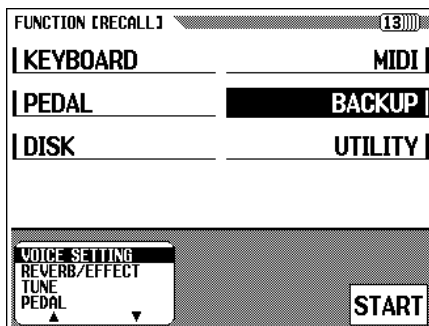 FUNCTION [RECALL] 13
KEYBOARD MIDI
PEDAL BACKUP
DISK UTILITY
VOICE SETTING
REVERB/EFFECT
TUNE
PEDAL
START